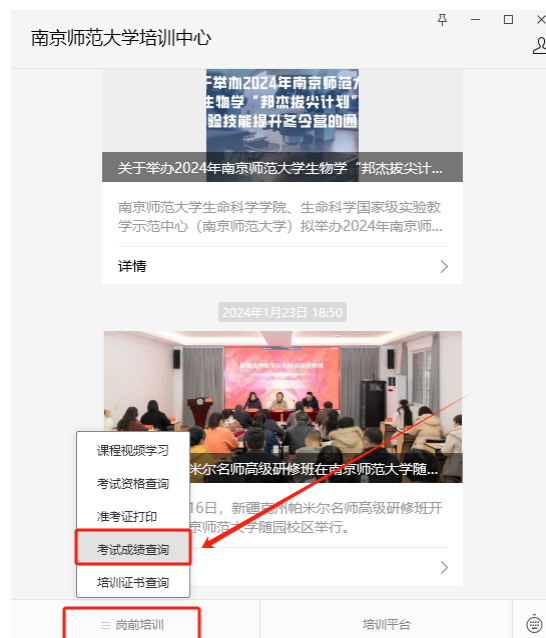 南京师范大学培训中心
于举办2024年南京师范大
生物学“邦杰拔尖计划”
验技能提升冬令营的通
关于举办2024年南京师范大学生物学“邦杰拔尖计...
南京师范大学生命科学学院、生命科学国家级实验教
学示范中心（南京师范大学）拟举办2024年南京师...
详情
2024年1月23日 18:50
米尔名师高级研修班在南京师范大学随...
16日，新疆克州帕米尔名师高级研修班开
京师范大学随园校区举行。
课程视频学习
考试资格查询
准考证打印
考试成绩查询
培训证书查询
岗前培训
培训平台